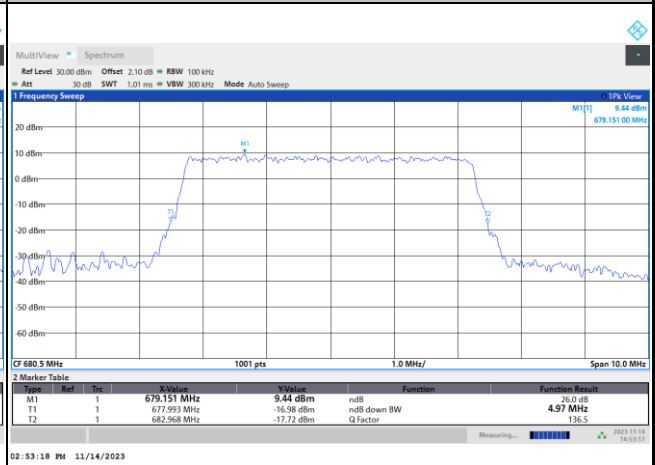 MultiView Spectrum
Ref Level 30.00 dBm Offset 2.10 dB RBW 100 kHz
Att 30 dB SWT 1.01 ms VBW 300 kHz Mode Auto Sweep
1 Frequency Sweep 1Pk View
M1[1] 9.44 dBm
679.151 00 MHz
20 dBm
M1
10 dBm
0 dBm
-10 dBm
T1
T2
-20 dBm
-30 dBm
-40 dBm
-50 dBm
-60 dBm
CF 680.5 MHz 1001 pts 1.0 MHz/ Span 10.0 MHz
2 Marker Table
Type Ref Trc X-Value Y-Value Function Function Result
M1 1 679.151 MHz 9.44 dBm ndB 26.0 dB
T1 1 677.993 MHz -16.98 dBm ndB down BW 4.97 MHz
T2 1 682.968 MHz -17.72 dBm Q Factor 136.5
Measuring... 2023-11-14
14:53:17
02:53:18 PM 11/14/2023